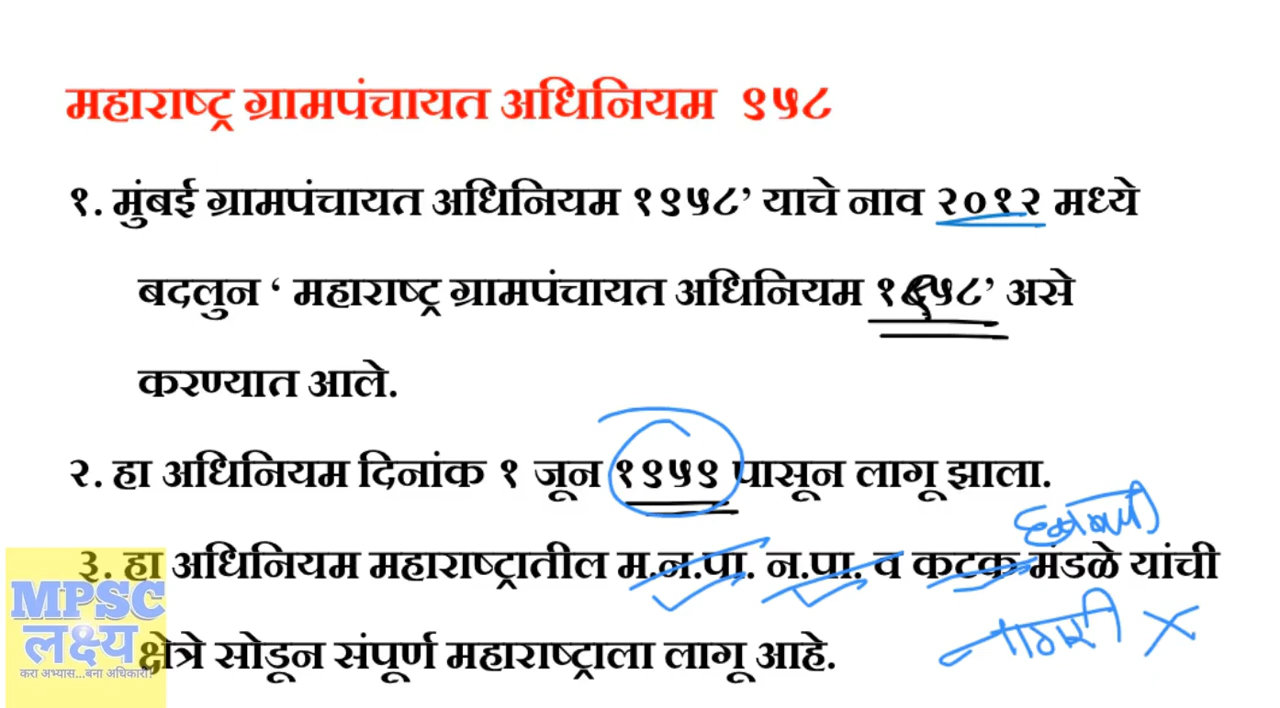 महाराष्ट्र ग्रामपंचायत अधिनियम ९५८
१. मुंबई ग्रामपंचायत अधिनियम १९५८’ याचे नाव २०१२ मध्ये
बदलुन ‘ महाराष्ट्र ग्रामपंचायत अधिनियम १९५८’ असे
करण्यात आले.
२. हा अधिनियम दिनांक १ जून १९५९ पासून लागू झाला.
३. हा अधिनियम महाराष्ट्रातील म.न.पा. न.पा. व कटक मंडळे यांची
क्षेत्रे सोडून संपूर्ण महाराष्ट्राला लागू आहे.
MPSC
लक्ष्य
करा अभ्यास...बना अधिकारी!